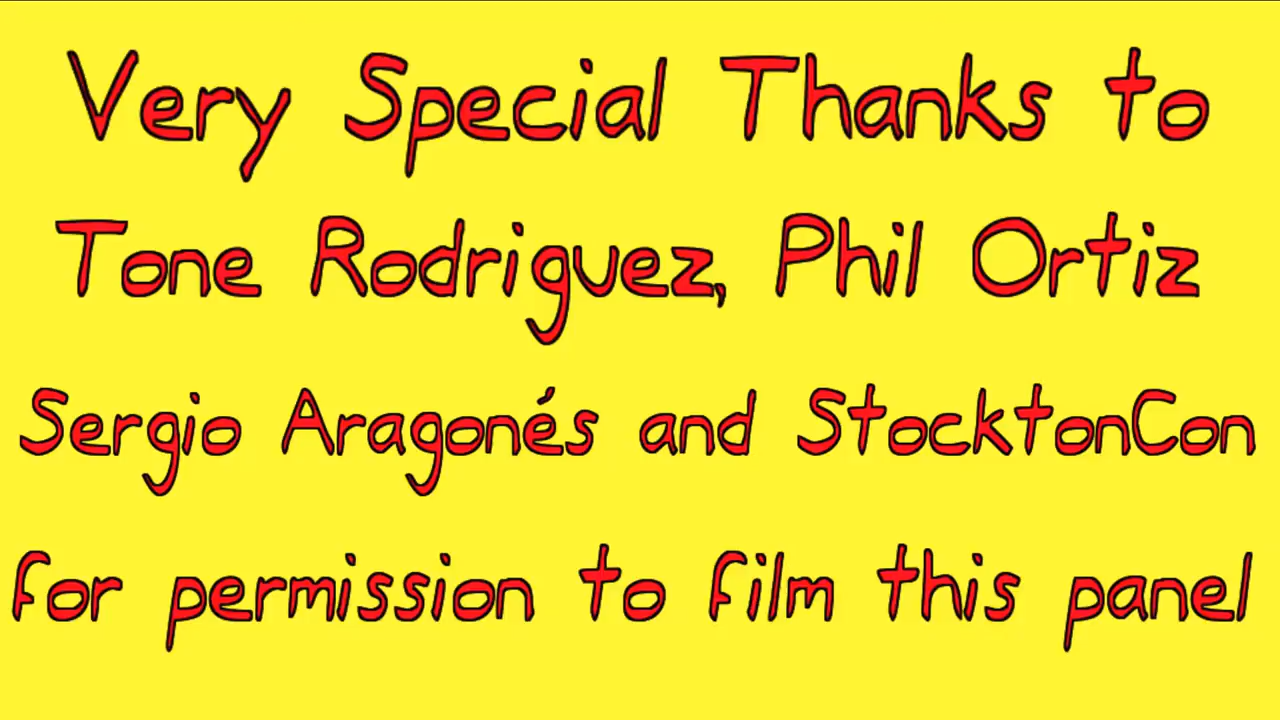 Very Special Thanks to
Tone Rodriguez, Phil Ortiz
Sergio Aragonés and StocktonCon
for permission to film this panel